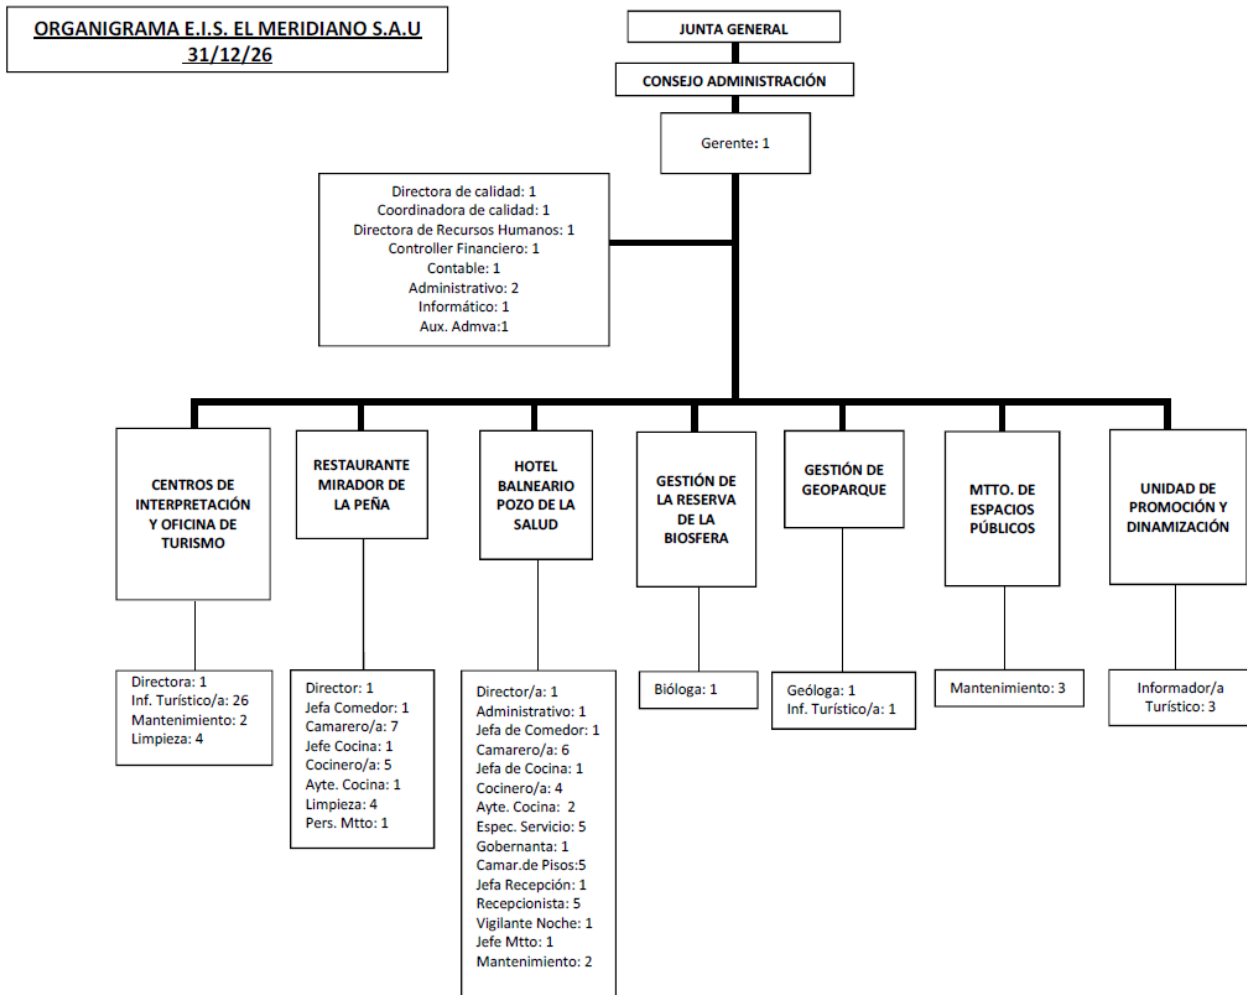 ORGANIGRAMA E.I.S. EL MERIDIANO S.A.U
31/12/26
JUNTA GENERAL
CONSEJO ADMINISTRACIÓN
Gerente: 1
Directora de calidad: 1
Coordinadora de calidad: 1
Directora de Recursos Humanos: 1
Controller Financiero: 1
Contable: 1
Administrativo: 2
Informático: 1
Aux. Admva:1
CENTROS DE
INTERPRETACIÓN
Y OFICINA DE
TURISMO
RESTAURANTE
MIRADOR DE
LA PEÑA
HOTEL
BALNEARIO
POZO DE LA
SALUD
GESTIÓN DE
LA RESERVA
DE LA
BIOSFERA
GESTIÓN DE
GEOPARQUE
MTTO. DE
ESPACIOS
PÚBLICOS
UNIDAD DE
PROMOCIÓN Y
DINAMIZACIÓN
Directora: 1
Inf. Turístico/a: 26
Mantenimiento: 2
Limpieza: 4
Director: 1
Jefa Comedor: 1
Camarero/a: 7
Jefe Cocina: 1
Cocinero/a: 5
Ayte. Cocina: 1
Limpieza: 4
Pers. Mtto: 1
Director/a: 1
Administrativo: 1
Jefa de Comedor: 1
Camarero/a: 6
Jefa de Cocina: 1
Cocinero/a: 4
Ayte. Cocina: 2
Espec. Servicio: 5
Gobernanta: 1
Camar.de Pisos:5
Jefa Recepción: 1
Recepcionista: 5
Vigilante Noche: 1
Jefe Mtto: 1
Mantenimiento: 2
Bióloga: 1
Geóloga: 1
Inf. Turístico/a: 1
Mantenimiento: 3
Informador/a
Turístico: 3